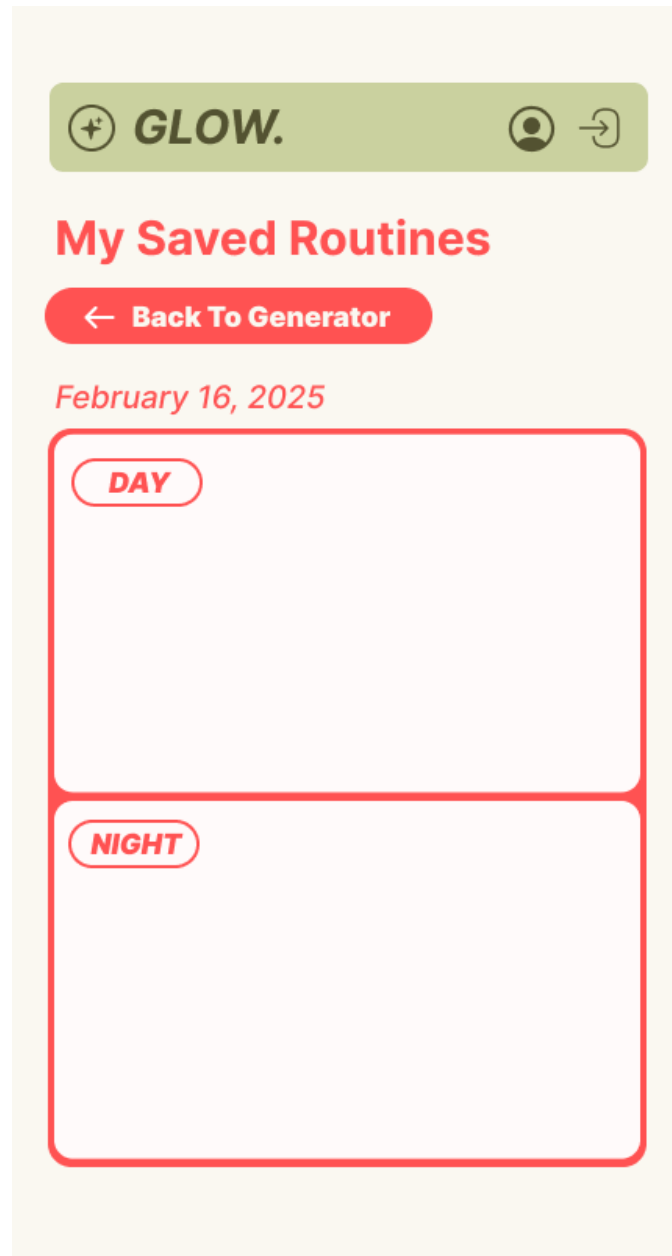 GLOW.
My Saved Routines
Back To Generator
February 16, 2025
DAY
NIGHT